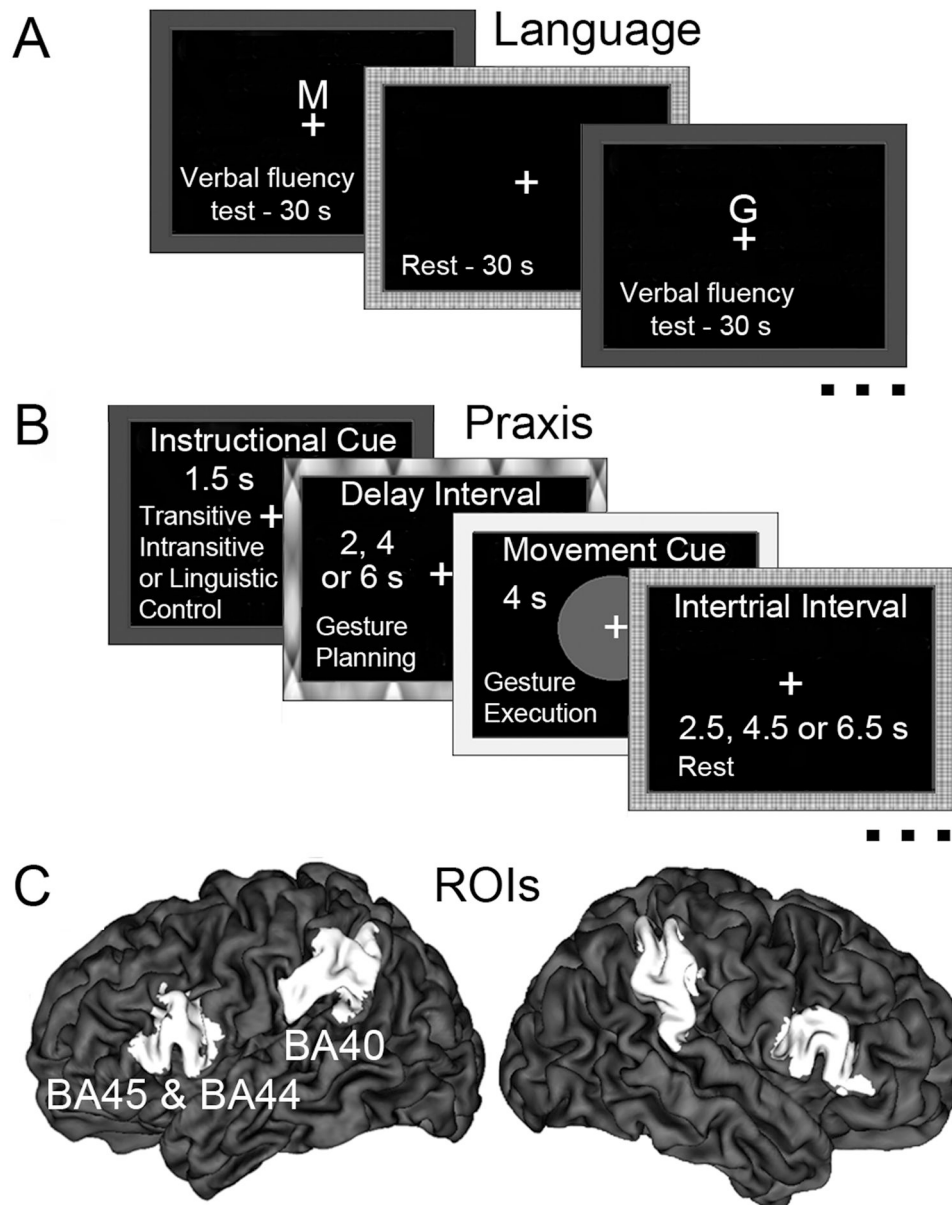 A
Language
M
+
Verbal fluency
test - 30 s
+
Rest - 30 s
G
+
Verbal fluency
test - 30 s
...
B
Praxis
Instructional Cue
1.5 s
+
Transitive
Intransitive
or Linguistic
Control
Delay Interval
2, 4
or 6 s
+
Gesture
Planning
Movement Cue
4 s
+
Gesture
Execution
Intertrial Interval
+
2.5, 4.5 or 6.5 s
Rest
...
C
ROIs
BA40
BA45 & BA44